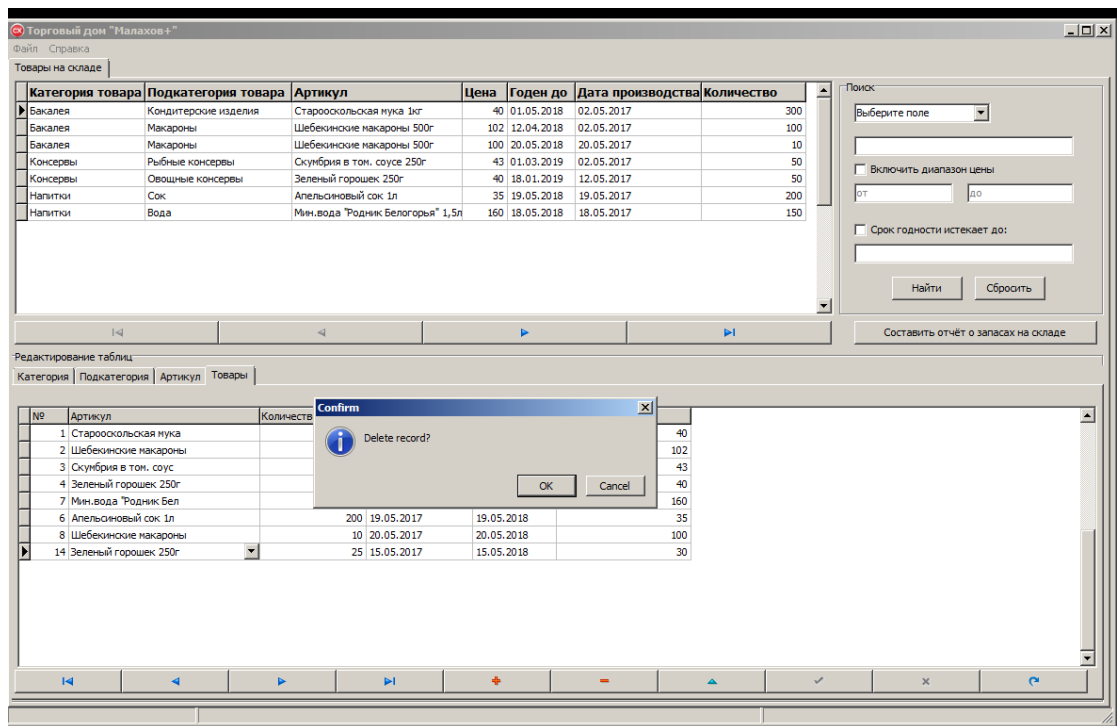 Торговый дом "Малахов+"
Файл Справка
Товары на складе
Категория товара Подкатегория товара Артикул Цена Годен до Дата производства Количество
Бакалея Кондитерские изделия Старооскольская мука 1кг 40 01.05.2018 02.05.2017 300
Бакалея Макароны Шебекинские макароны 500г 102 12.04.2018 02.05.2017 100
Бакалея Макароны Шебекинские макароны 500г 100 20.05.2018 20.05.2017 10
Консервы Рыбные консервы Скумбрия в том. соусе 250г 43 01.03.2019 02.05.2017 50
Консервы Овощные консервы Зеленый горошек 250г 40 18.01.2019 12.05.2017 50
Напитки Сок Апельсиновый сок 1л 35 19.05.2018 19.05.2017 200
Напитки Вода Мин.вода "Родник Белогорья" 1,5л 160 18.05.2018 18.05.2017 150
Поиск
Выберите поле
Включить диапазон цены
от до
Срок годности истекает до:
Найти Сбросить
Составить отчёт о запасах на складе
Редактирование таблиц
Категория Подкатегория Артикул Товары
№ Артикул Количеств
1 Старооскольская мука 40
2 Шебекинские макароны 102
3 Скумбрия в том. соус 43
4 Зеленый горошек 250г 40
7 Мин.вода "Родник Бел 160
6 Апельсиновый сок 1л 200 19.05.2017 19.05.2018 35
8 Шебекинские макароны 10 20.05.2017 20.05.2018 100
14 Зеленый горошек 250г 25 15.05.2017 15.05.2018 30
Confirm
Delete record?
OK Cancel